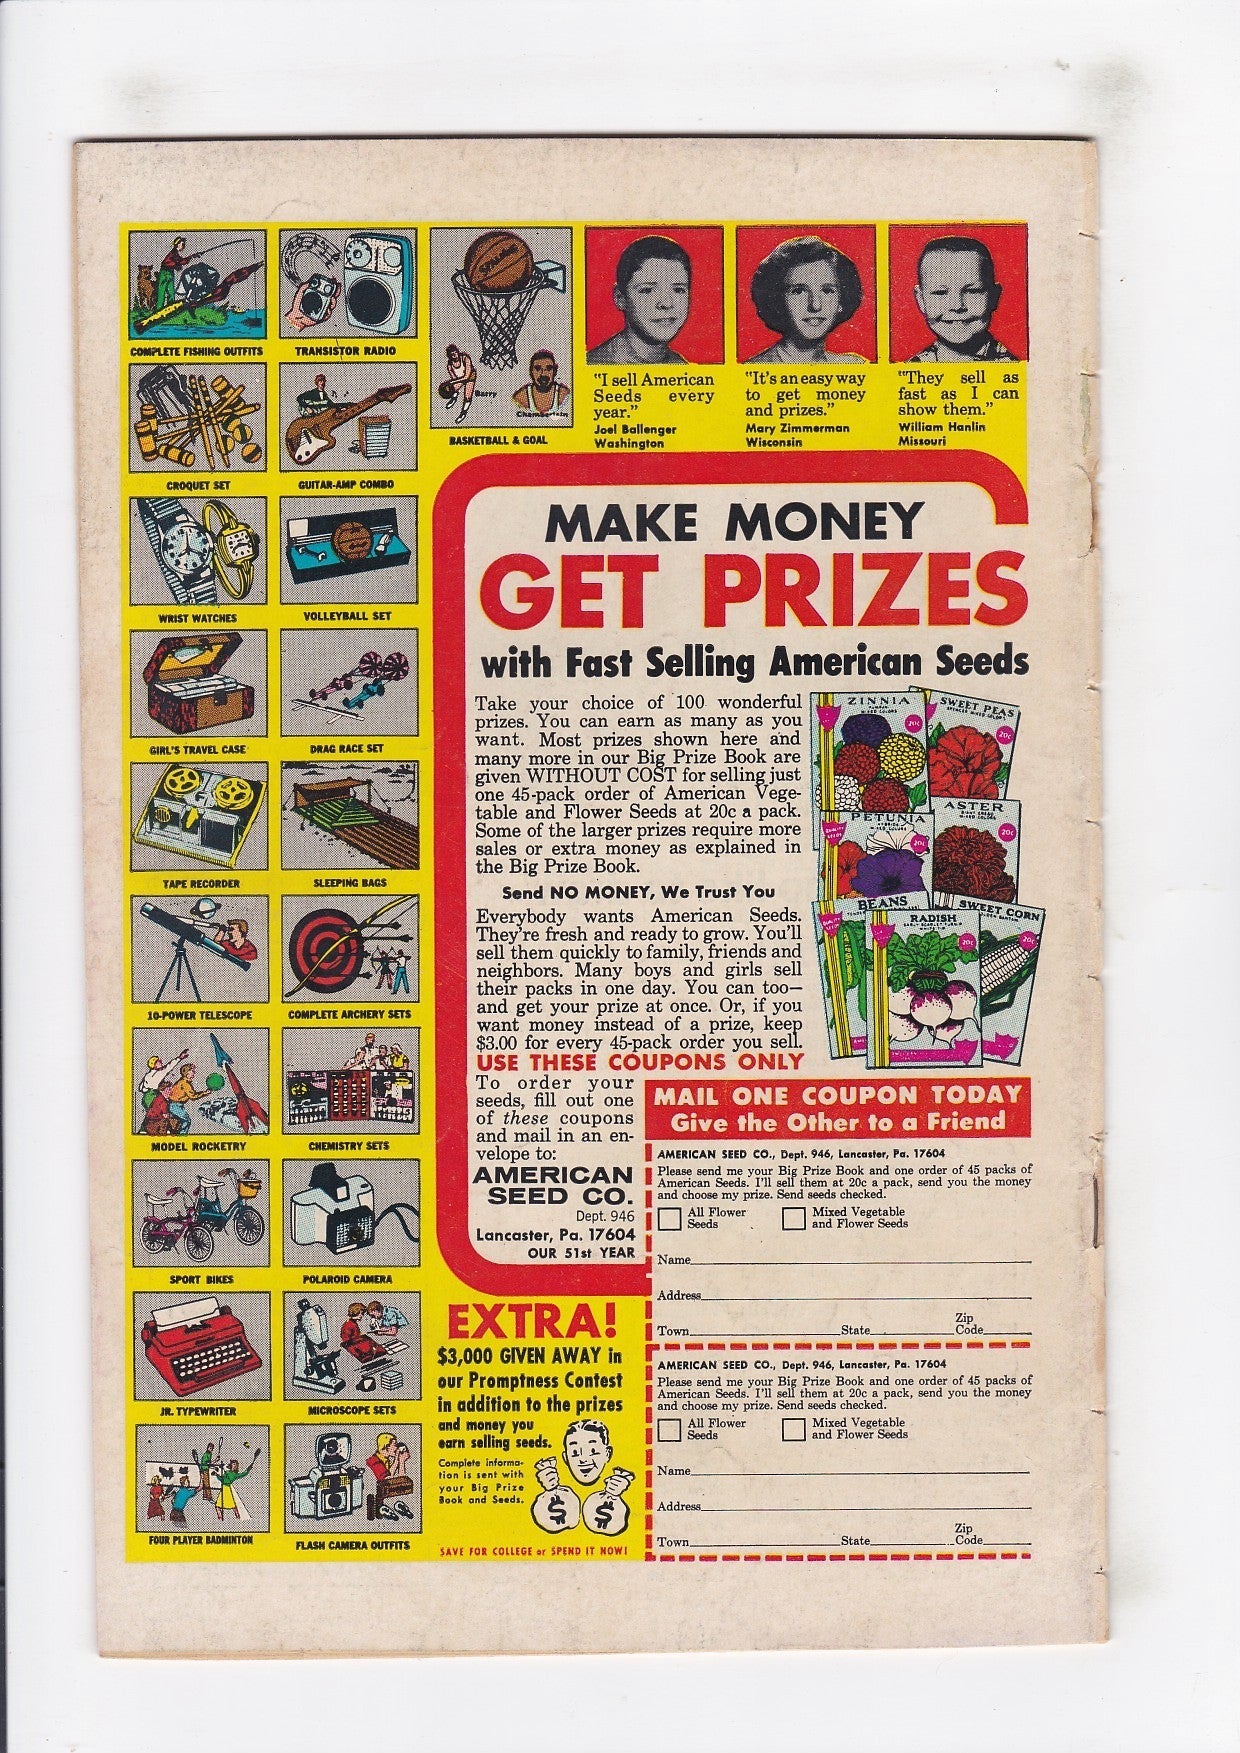 COMPLETE FISHING OUTFITS
TRANSISTOR RADIO
Spalding
Barry
Chamberlain
BASKETBALL & GOAL
CROQUET SET
GUITAR-AMP COMBO
WRIST WATCHES
VOLLEYBALL SET
GIRL'S TRAVEL CASE
DRAG RACE SET
TAPE RECORDER
SLEEPING BAGS
10-POWER TELESCOPE
COMPLETE ARCHERY SETS
MODEL ROCKETRY
CHEMISTRY SETS
SPORT BIKES
POLAROID CAMERA
JR. TYPEWRITER
MICROSCOPE SETS
FOUR PLAYER BADMINTON
FLASH CAMERA OUTFITS
"I sell American
Seeds every
year."
Joel Ballenger
Washington
"It's an easy way
to get money
and prizes."
Mary Zimmerman
Wisconsin
"They sell as
fast as I can
show them."
William Hanlin
Missouri
MAKE MONEY
GET PRIZES
with Fast Selling American Seeds
Take your choice of 100 wonderful
prizes. You can earn as many as you
want. Most prizes shown here and
many more in our Big Prize Book are
given WITHOUT COST for selling just
one 45-pack order of American Vege-
table and Flower Seeds at 20c a pack.
Some of the larger prizes require more
sales or extra money as explained in
the Big Prize Book.
Send NO MONEY, We Trust You
Everybody wants American Seeds.
They're fresh and ready to grow. You'll
sell them quickly to family, friends and
neighbors. Many boys and girls sell
their packs in one day. You can too—
and get your prize at once. Or, if you
want money instead of a prize, keep
$3.00 for every 45-pack order you sell.
USE THESE COUPONS ONLY
To order your
seeds, fill out one
of these coupons
and mail in an en-
velope to:
AMERICAN
SEED CO.
Dept. 946
Lancaster, Pa. 17604
OUR 51st YEAR
ZINNIA
20c
SWEET PEAS
20c
PETUNIA
20c
ASTER
20c
BEANS
RADISH
20c
SWEET CORN
20c
MAIL ONE COUPON TODAY
Give the Other to a Friend
AMERICAN SEED CO., Dept. 946, Lancaster, Pa. 17604
Please send me your Big Prize Book and one order of 45 packs of
American Seeds. I'll sell them at 20c a pack, send you the money
and choose my prize. Send seeds checked.
All Flower
Seeds
Mixed Vegetable
and Flower Seeds
Name
Address
Town State Zip
Code
AMERICAN SEED CO., Dept. 946, Lancaster, Pa. 17604
Please send me your Big Prize Book and one order of 45 packs of
American Seeds. I'll sell them at 20c a pack, send you the money
and choose my prize. Send seeds checked.
All Flower
Seeds
Mixed Vegetable
and Flower Seeds
Name
Address
Town State Zip
Code
EXTRA!
$3,000 GIVEN AWAY in
our Promptness Contest
in addition to the prizes
and money you
earn selling seeds.
Complete informa-
tion is sent with
your Big Prize
Book and Seeds.
$ $
SAVE FOR COLLEGE or SPEND IT NOW!